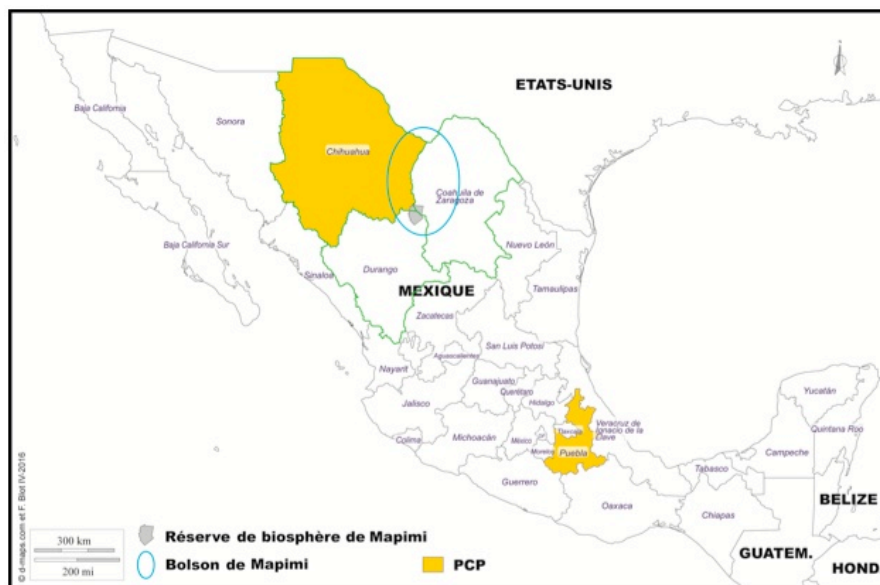 ETATS-UNIS
Baja California
Sonora
Chihuahua
Coahuila de
Zaragoza
Baja California Sur
Sinaloa
Durango
Nuevo León
MEXIQUE
Tamaulipas
Zacatecas
San Luis Potosí
Nayarit
Aguascalientes
Guanajuato
Querétaro
Hidalgo
Jalisco
Veracruz de
Ignacio de la
Llave
Tlaxcala
Colima
Michoacán
México
Morelos
Puebla
Guerrero
Oaxaca
Tabasco
Chiapas
Campeche
Yucatán
Quintana Roo
BELIZE
GUATEM.
HOND
© d-maps.com et F. Blot IV-2016
300 km
200 mi
Réserve de biosphère de Mapimi
Bolson de Mapimi
PCP